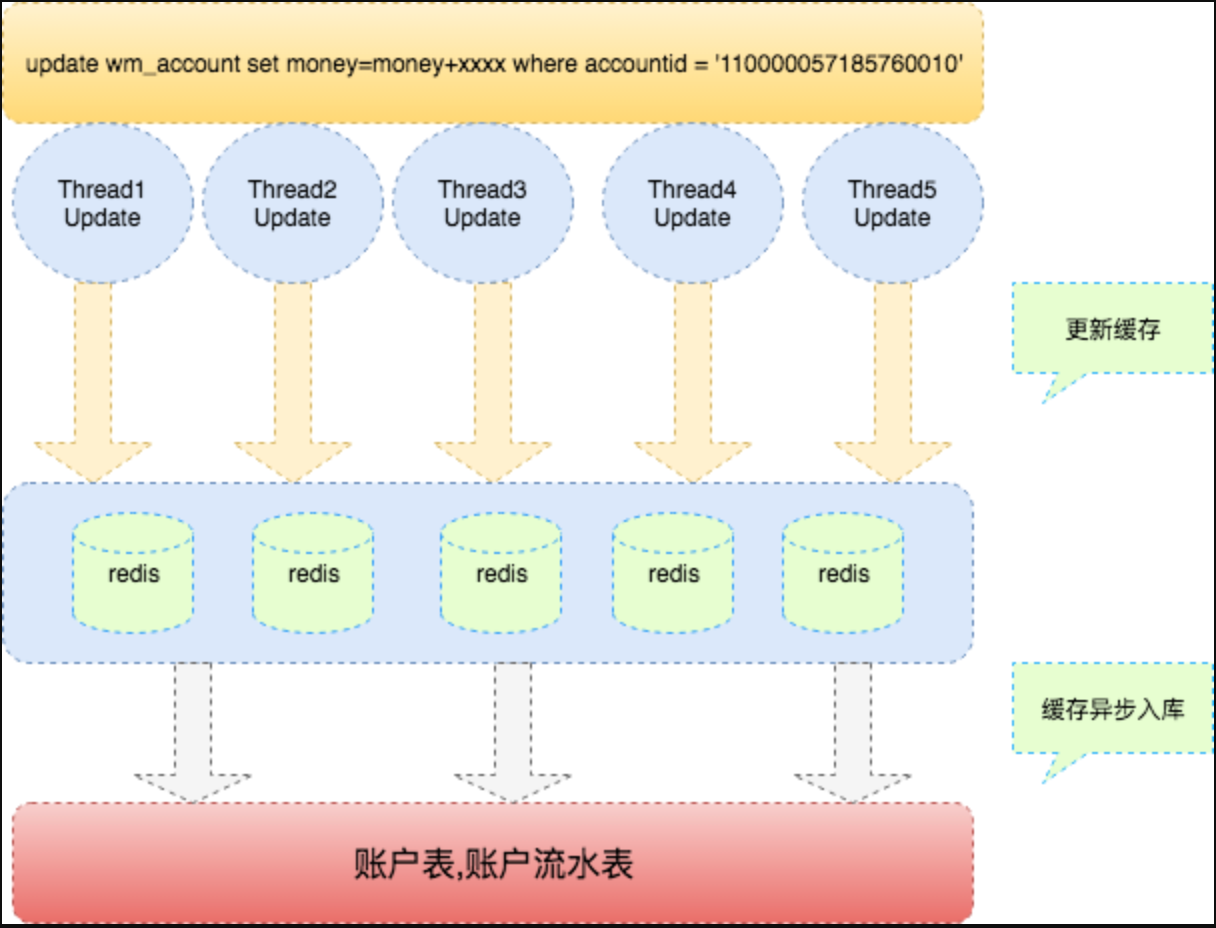 update wm_account set money=money+xxxx where accountid = '110000057185760010'
Thread1
Update
Thread2
Update
Thread3
Update
Thread4
Update
Thread5
Update
更新缓存
redis
redis
redis
redis
redis
缓存异步入库
账户表,账户流水表